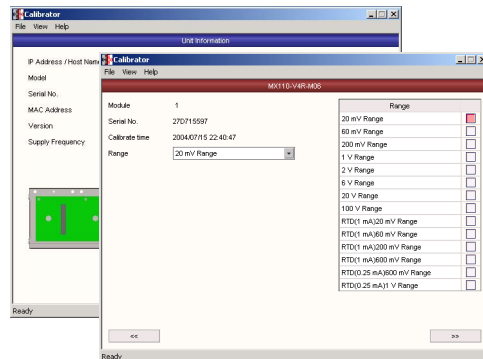 Calibrator
File View Help
Unit Information
IP Address / Host Name
Model
Serial No.
MAC Address
Version
Supply Frequency
Ready
Calibrator
File View Help
MX110-V4R-M06
Module 1
Serial No. 27D715597
Calibrate time 2004/07/15 22:40:47
Range 20 mV Range
Range
20 mV Range
60 mV Range
200 mV Range
1 V Range
2 V Range
6 V Range
20 V Range
100 V Range
RTD(1 mA)20 mV Range
RTD(1 mA)60 mV Range
RTD(1 mA)200 mV Range
RTD(1 mA)600 mV Range
RTD(0.25 mA)600 mV Range
RTD(0.25 mA)1 V Range
<< >>
Ready